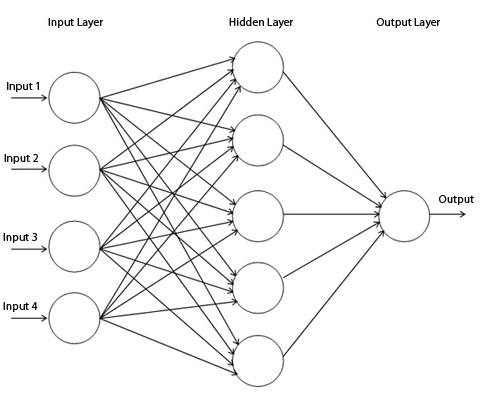 Input Layer
Hidden Layer
Output Layer
Input 1
Input 2
Input 3
Input 4
Output